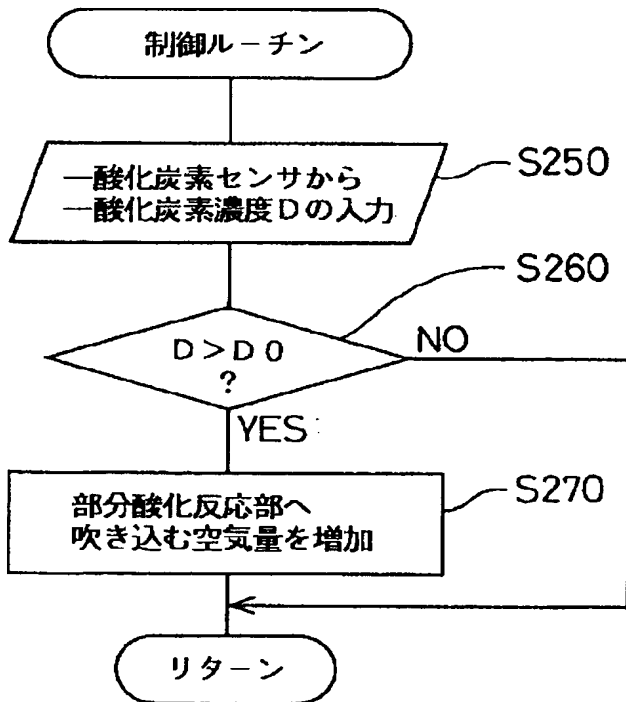 制御ルーチン
一酸化炭素センサから
一酸化炭素濃度Dの入力
S250
S260
D>D0
?
NO
YES
部分酸化反応部へ
吹き込む空気量を増加
S270
リターン